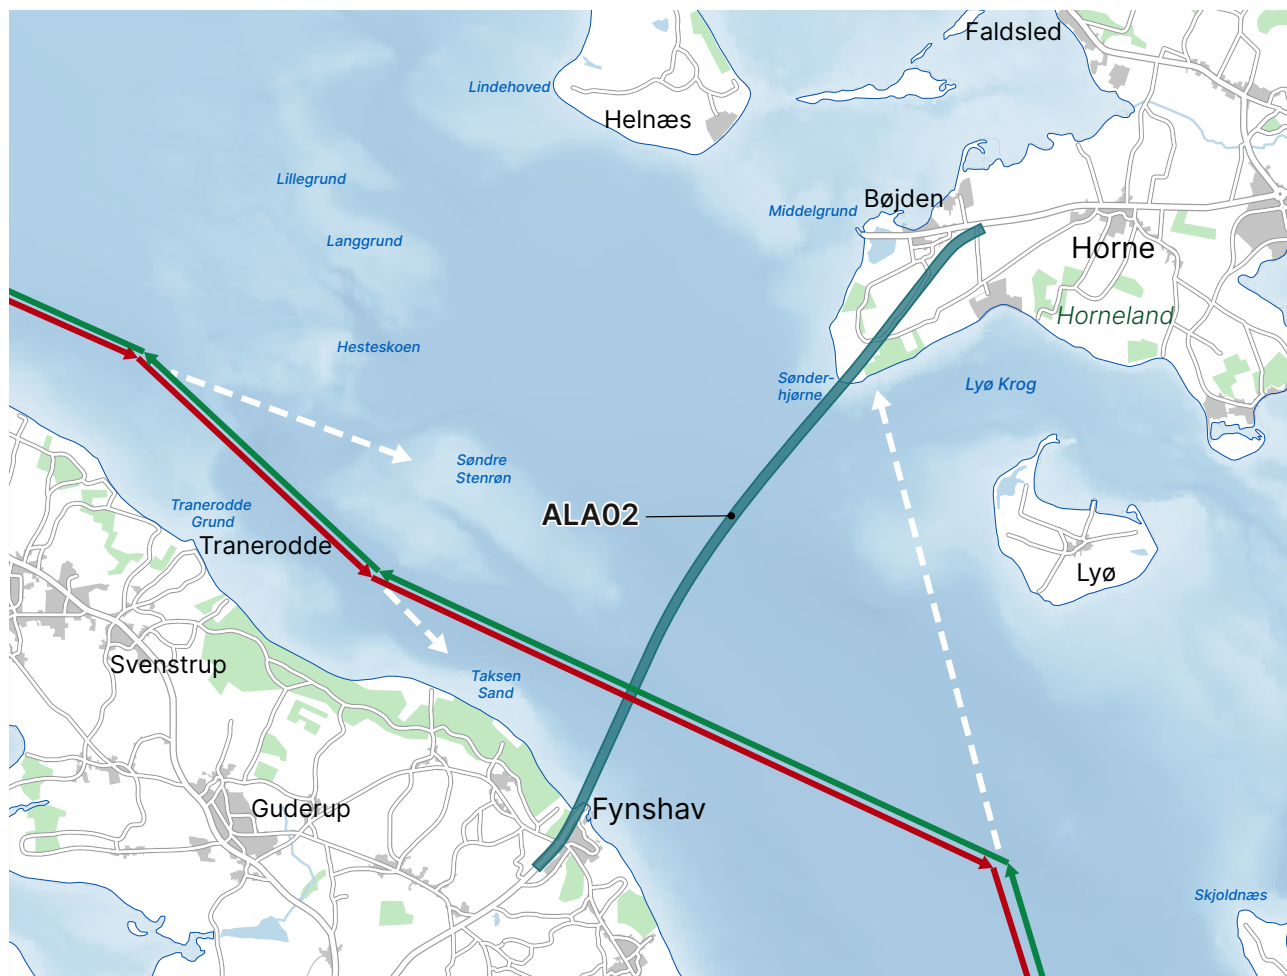 Faldsled
Lindehoved
Helnæs
Lillegrund
Bøjden
Middelgrund
Langgrund
Horne
Horneland
Hesteskoen
Sønder-
hjørne
Lyø Krog
Søndre
Stenrøn
Tranerodde
Grund
ALA02
Tranerodde
Lyø
Svenstrup
Taksen
Sand
Guderup
Fynshav
Skjoldnæs